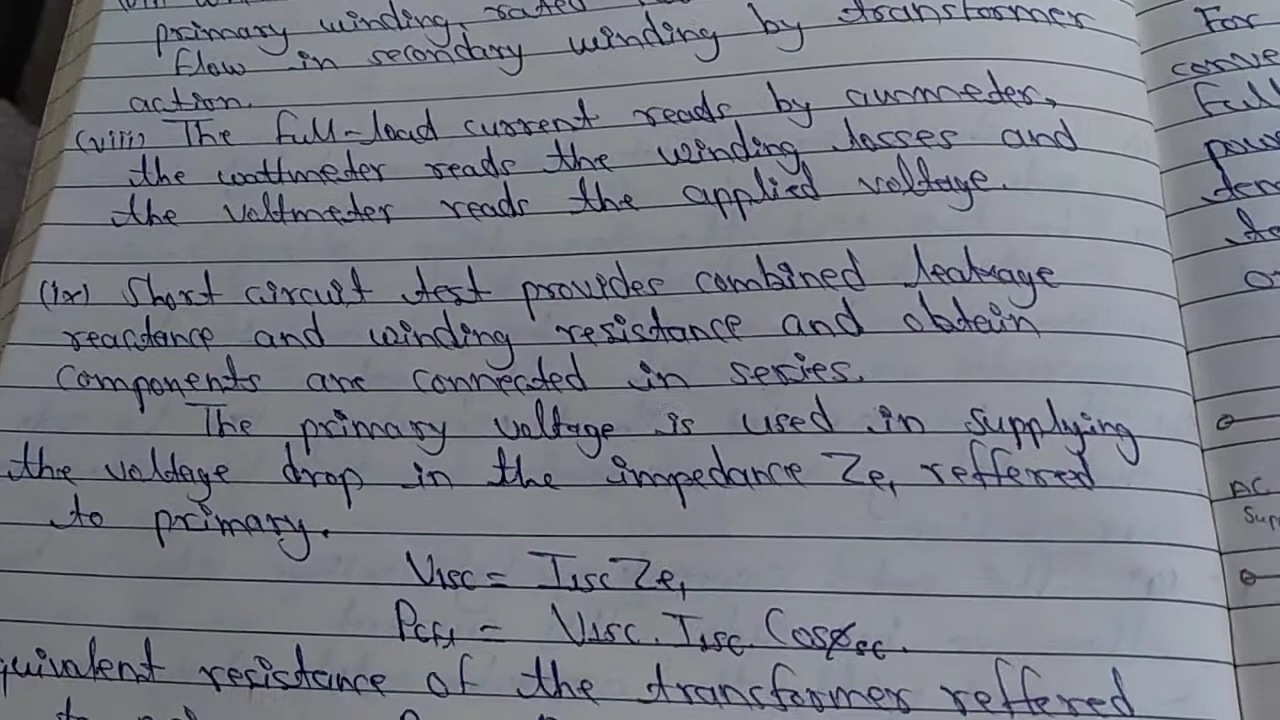 primary winding, rated
flow in secondary winding by transformer
action.
(viii) The full-load current reads by ammeter,
the wattmeter reads the winding losses and
the voltmeter reads the applied voltage.
(ix) Short circuit test provides combined leakage
reactance and winding resistance and obtain
components are connected in series.
The primary voltage is used in supplying
the voltage drop in the impedance Ze₁ reffered
to primary.
V₁sc = I₁sc Ze₁
= V₁sc. I₁sc. Cosφsc.
quivalent resistance of the transformer reffered
For
conve
full
pow
AC
Sup